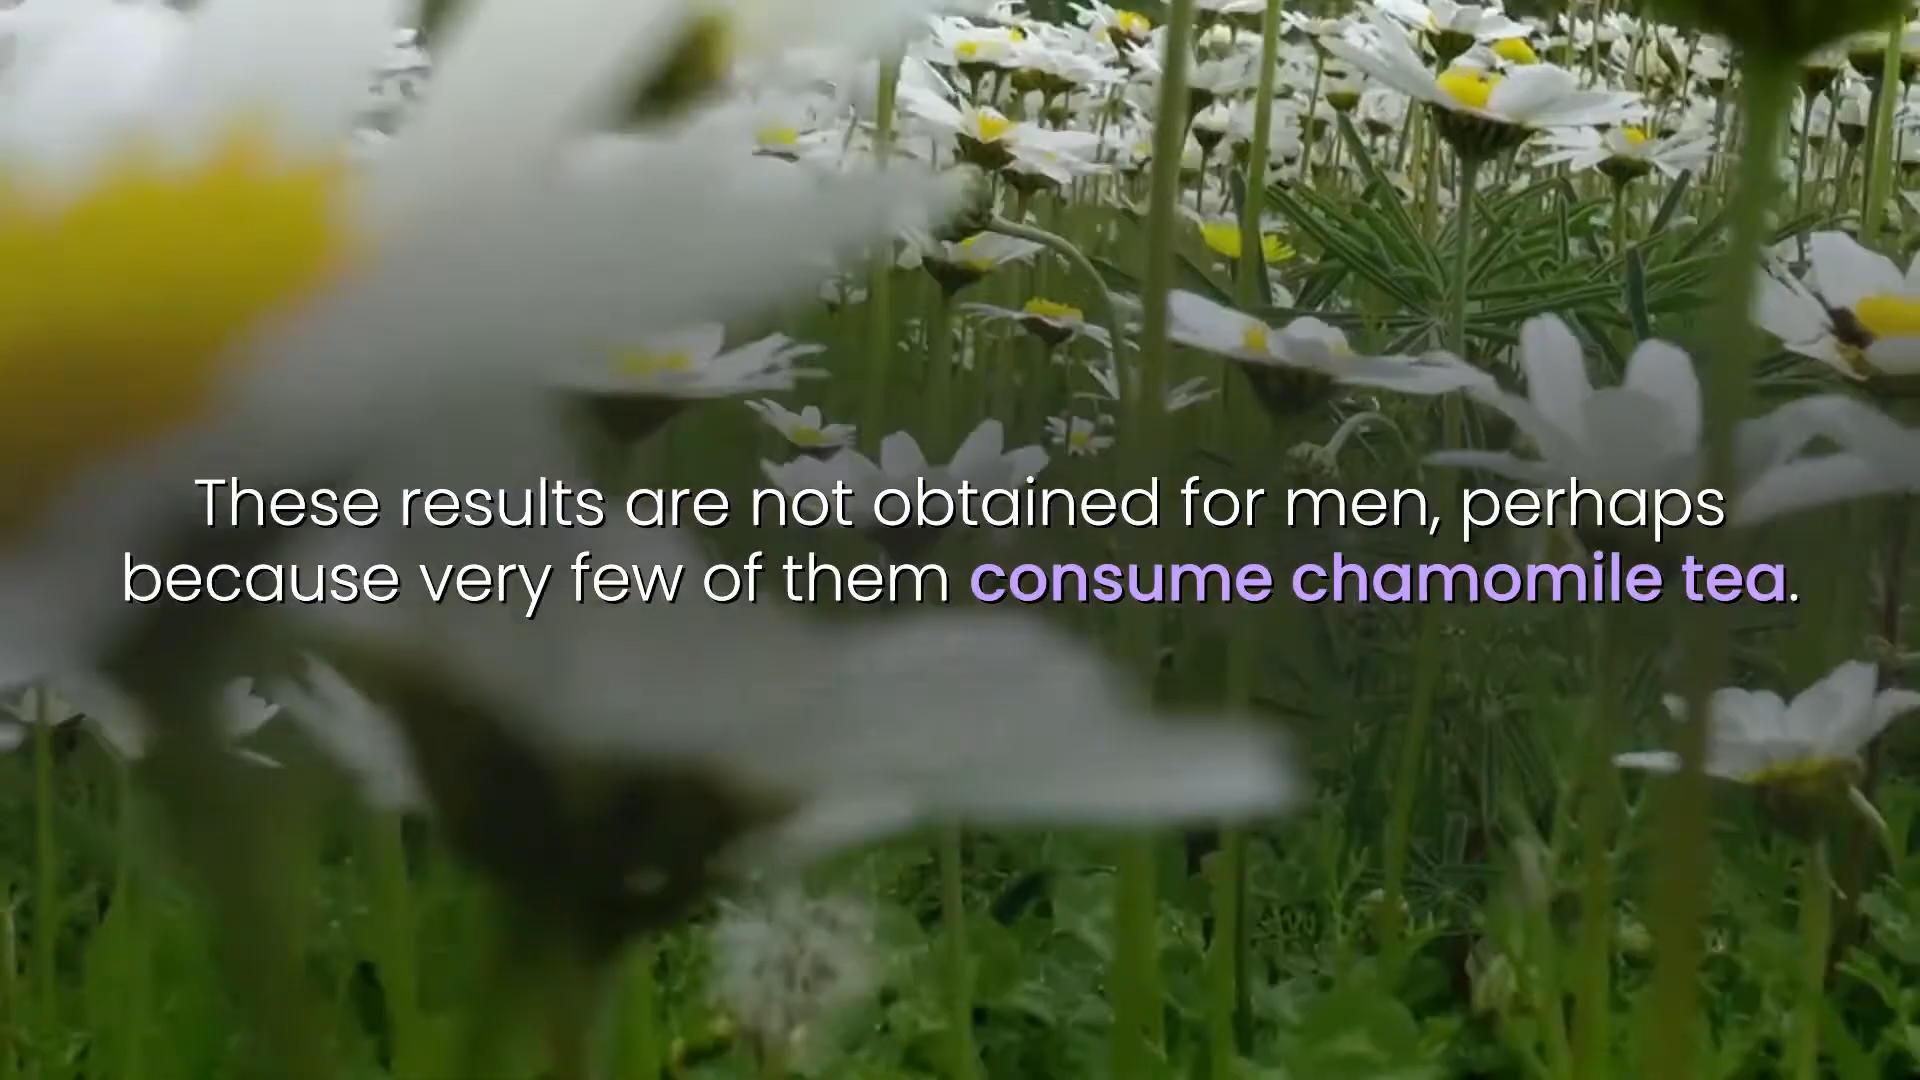 These results are not obtained for men, perhaps
because very few of them consume chamomile tea.